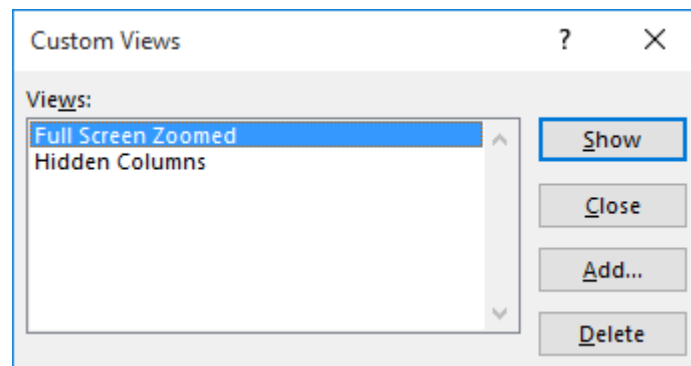 Custom Views ?
Views:
Full Screen Zoomed
Hidden Columns
Show
Close
Add...
Delete